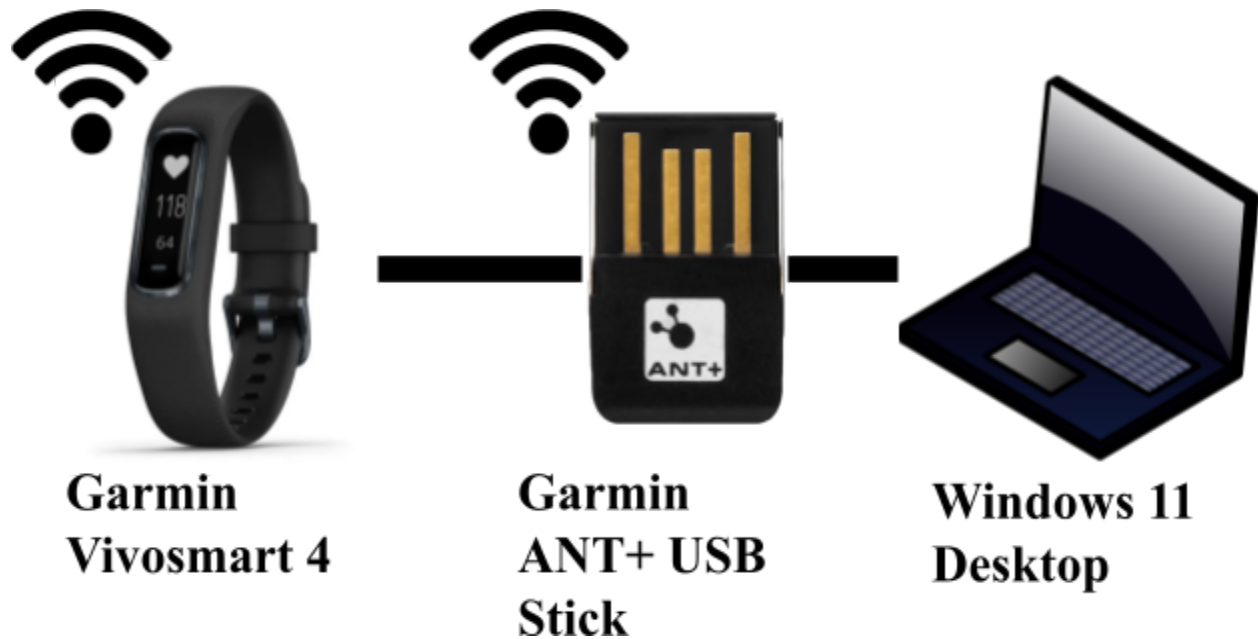 118
64
ANT+
Garmin
Vivosmart 4
Garmin
ANT+ USB
Stick
Windows 11
Desktop